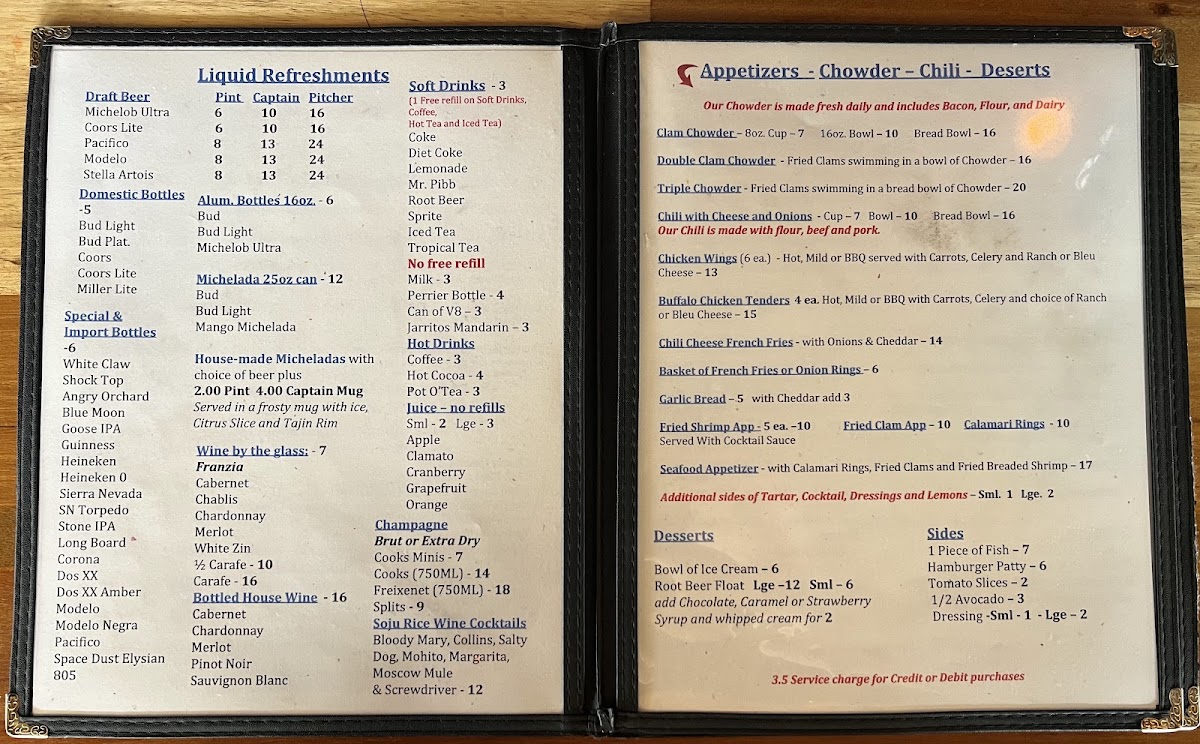 Liquid Refreshments
Draft Beer Pint Captain Pitcher
Michelob Ultra 6 10 16
Coors Lite 6 10 16
Pacifico 8 13 24
Modelo 8 13 24
Stella Artois 8 13 24
Domestic Bottles
-5
Bud Light
Bud Plat.
Coors
Coors Lite
Miller Lite
Special &
Import Bottles
-6
White Claw
Shock Top
Angry Orchard
Blue Moon
Goose IPA
Guinness
Heineken
Heineken 0
Sierra Nevada
SN Torpedo
Stone IPA
Long Board
Corona
Dos XX
Dos XX Amber
Modelo
Modelo Negra
Pacifico
Space Dust Elysian
805
Alum. Bottles 16oz. - 6
Bud
Bud Light
Michelob Ultra
Michelada 25oz can - 12
Bud
Bud Light
Mango Michelada
House-made Micheladas with
choice of beer plus
2.00 Pint 4.00 Captain Mug
Served in a frosty mug with ice,
Citrus Slice and Tajin Rim
Wine by the glass: - 7
Franzia
Cabernet
Chablis
Chardonnay
Merlot
White Zin
½ Carafe - 10
Carafe - 16
Bottled House Wine - 16
Cabernet
Chardonnay
Merlot
Pinot Noir
Sauvignon Blanc
Soft Drinks - 3
(1 Free refill on Soft Drinks,
Coffee,
Hot Tea and Iced Tea)
Coke
Diet Coke
Lemonade
Mr. Pibb
Root Beer
Sprite
Iced Tea
Tropical Tea
No free refill
Milk - 3
Perrier Bottle - 4
Can of V8 – 3
Jarritos Mandarin – 3
Hot Drinks
Coffee - 3
Hot Cocoa - 4
Pot O'Tea - 3
Juice – no refills
Sml - 2 Lge - 3
Apple
Clamato
Cranberry
Grapefruit
Orange
Champagne
Brut or Extra Dry
Cooks Minis - 7
Cooks (750ML) - 14
Freixenet (750ML) - 18
Splits - 9
Soju Rice Wine Cocktails
Bloody Mary, Collins, Salty
Dog, Mohito, Margarita,
Moscow Mule
& Screwdriver - 12
Appetizers - Chowder – Chili - Deserts
Our Chowder is made fresh daily and includes Bacon, Flour, and Dairy
Clam Chowder – 8oz. Cup – 7 16oz. Bowl – 10 Bread Bowl – 16
Double Clam Chowder - Fried Clams swimming in a bowl of Chowder – 16
Triple Chowder - Fried Clams swimming in a bread bowl of Chowder – 20
Chili with Cheese and Onions - Cup – 7 Bowl – 10 Bread Bowl – 16
Our Chili is made with flour, beef and pork.
Chicken Wings (6 ea.) - Hot, Mild or BBQ served with Carrots, Celery and Ranch or Bleu
Cheese – 13
Buffalo Chicken Tenders 4 ea. Hot, Mild or BBQ with Carrots, Celery and choice of Ranch
or Bleu Cheese – 15
Chili Cheese French Fries - with Onions & Cheddar – 14
Basket of French Fries or Onion Rings – 6
Garlic Bread – 5 with Cheddar add 3
Fried Shrimp App - 5 ea. –10 Fried Clam App – 10 Calamari Rings - 10
Served With Cocktail Sauce
Seafood Appetizer - with Calamari Rings, Fried Clams and Fried Breaded Shrimp – 17
Additional sides of Tartar, Cocktail, Dressings and Lemons – Sml. 1 Lge. 2
Desserts
Bowl of Ice Cream – 6
Root Beer Float Lge –12 Sml – 6
add Chocolate, Caramel or Strawberry
Syrup and whipped cream for 2
Sides
1 Piece of Fish – 7
Hamburger Patty – 6
Tomato Slices – 2
1/2 Avocado – 3
Dressing -Sml - 1 - Lge – 2
3.5 Service charge for Credit or Debit purchases